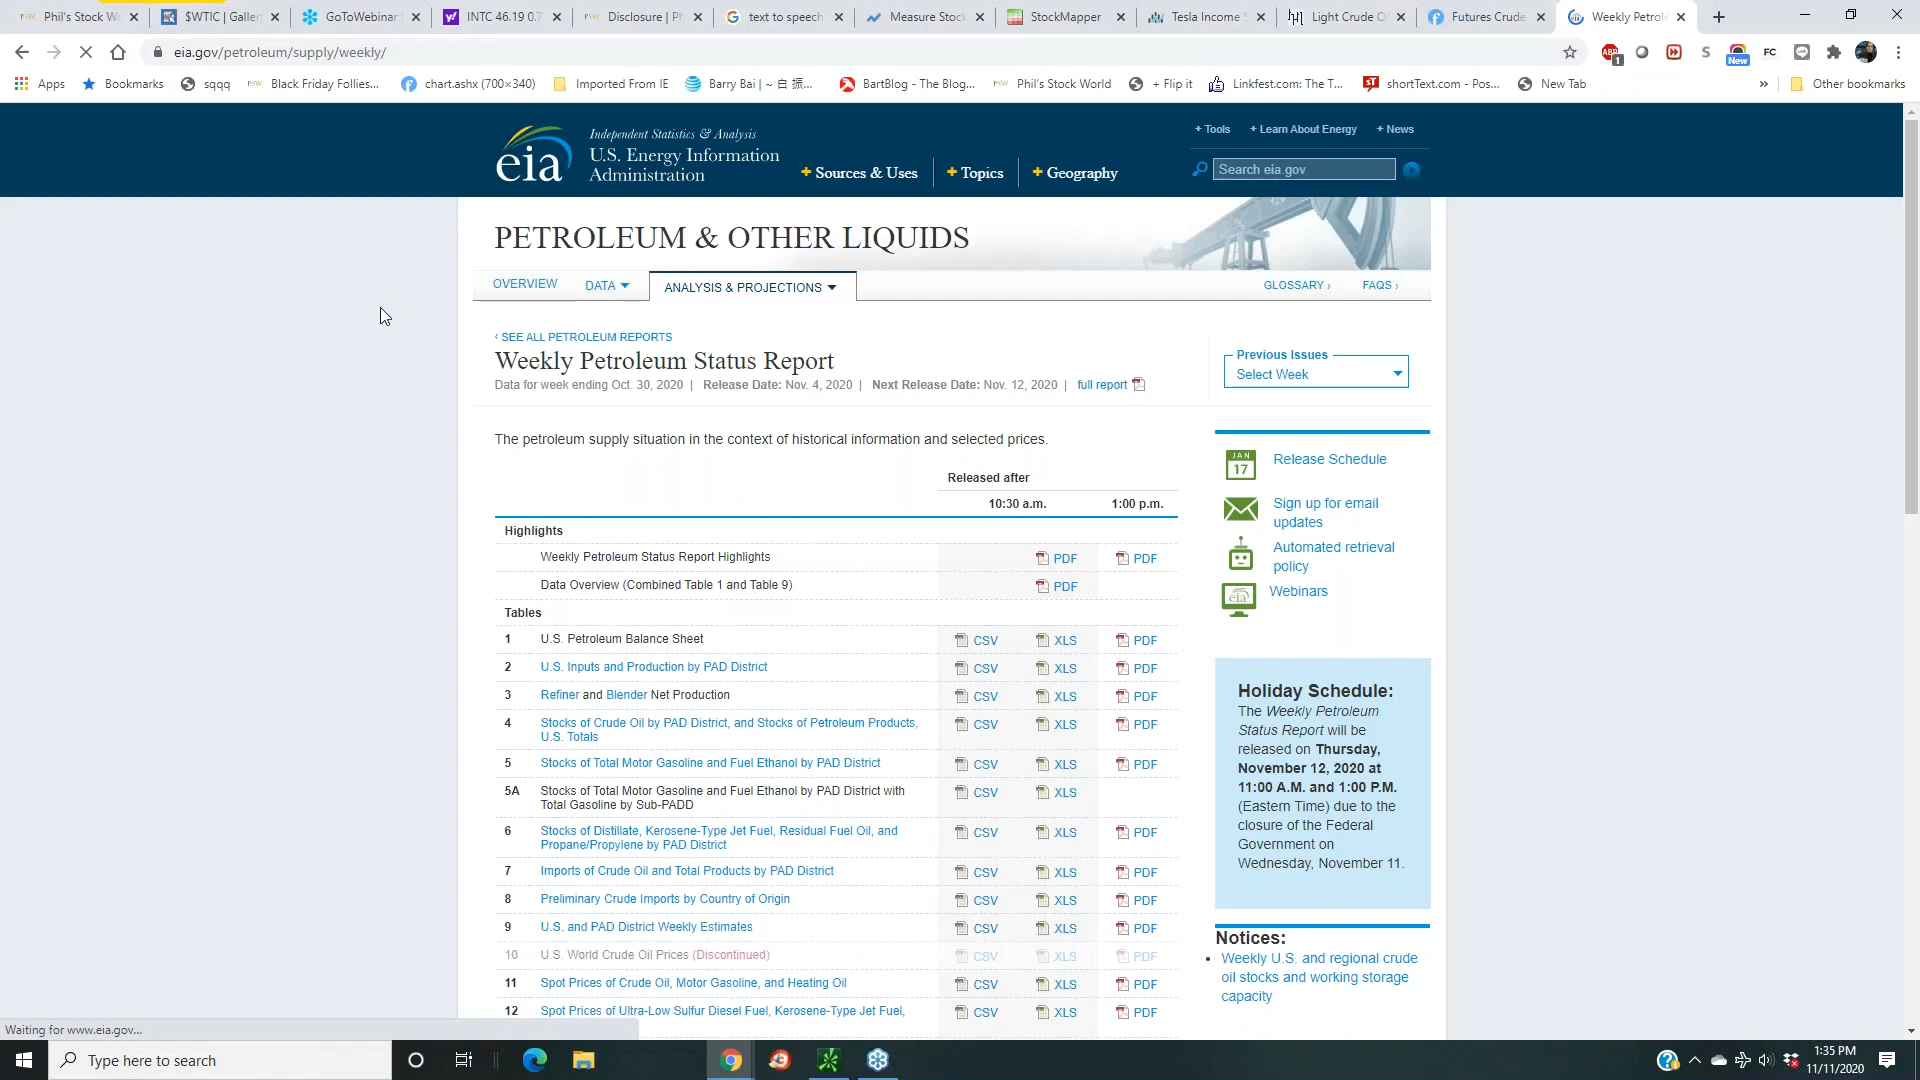 Phil's Stock Wo
$WTIC | Galler
GoToWebinar
INTC 46.19 0.7
Disclosure | Ph
text to speech
Measure Stock
StockMapper
Tesla Income S
Light Crude O
Futures Crude
Weekly Petrol
eia.gov/petroleum/supply/weekly/
ABP
1
S
New
FC
Apps
Bookmarks
sqqq
Black Friday Follies...
chart.ashx (700×340)
Imported From IE
Barry Bai | ~ 白 振...
BartBlog - The Blog...
Phil's Stock World
+ Flip it
Linkfest.com: The T...
shortText.com - Pos...
New Tab
»
Other bookmarks
eia
Independent Statistics & Analysis
U.S. Energy Information
Administration
+ Sources & Uses
+ Topics
+ Geography
+ Tools
+ Learn About Energy
+ News
Search eia.gov
PETROLEUM & OTHER LIQUIDS
OVERVIEW
DATA
ANALYSIS & PROJECTIONS
GLOSSARY ›
FAQS ›
‹ SEE ALL PETROLEUM REPORTS
Weekly Petroleum Status Report
Data for week ending Oct. 30, 2020 | Release Date: Nov. 4, 2020 | Next Release Date: Nov. 12, 2020 | full report
Previous Issues
Select Week
The petroleum supply situation in the context of historical information and selected prices.
Released after
10:30 a.m. 1:00 p.m.
Highlights
Weekly Petroleum Status Report Highlights PDF PDF
Data Overview (Combined Table 1 and Table 9) PDF
Tables
1 U.S. Petroleum Balance Sheet CSV XLS PDF
2 U.S. Inputs and Production by PAD District CSV XLS PDF
3 Refiner and Blender Net Production CSV XLS PDF
4 Stocks of Crude Oil by PAD District, and Stocks of Petroleum Products, CSV XLS PDF
U.S. Totals
5 Stocks of Total Motor Gasoline and Fuel Ethanol by PAD District CSV XLS PDF
5A Stocks of Total Motor Gasoline and Fuel Ethanol by PAD District with CSV XLS
Total Gasoline by Sub-PADD
6 Stocks of Distillate, Kerosene-Type Jet Fuel, Residual Fuel Oil, and CSV XLS PDF
Propane/Propylene by PAD District
7 Imports of Crude Oil and Total Products by PAD District CSV XLS PDF
8 Preliminary Crude Imports by Country of Origin CSV XLS PDF
9 U.S. and PAD District Weekly Estimates CSV XLS PDF
10 U.S. World Crude Oil Prices (Discontinued) CSV XLS PDF
11 Spot Prices of Crude Oil, Motor Gasoline, and Heating Oil CSV XLS PDF
12 Spot Prices of Ultra-Low Sulfur Diesel Fuel, Kerosene-Type Jet Fuel, CSV XLS PDF
JAN
17
Release Schedule
Sign up for email
updates
Automated retrieval
policy
eia
Webinars
Holiday Schedule:
The Weekly Petroleum
Status Report will be
released on Thursday,
November 12, 2020 at
11:00 A.M. and 1:00 P.M.
(Eastern Time) due to the
closure of the Federal
Government on
Wednesday, November 11.
Notices:
• Weekly U.S. and regional crude
oil stocks and working storage
capacity
Waiting for www.eia.gov...
Type here to search
1:35 PM
11/11/2020